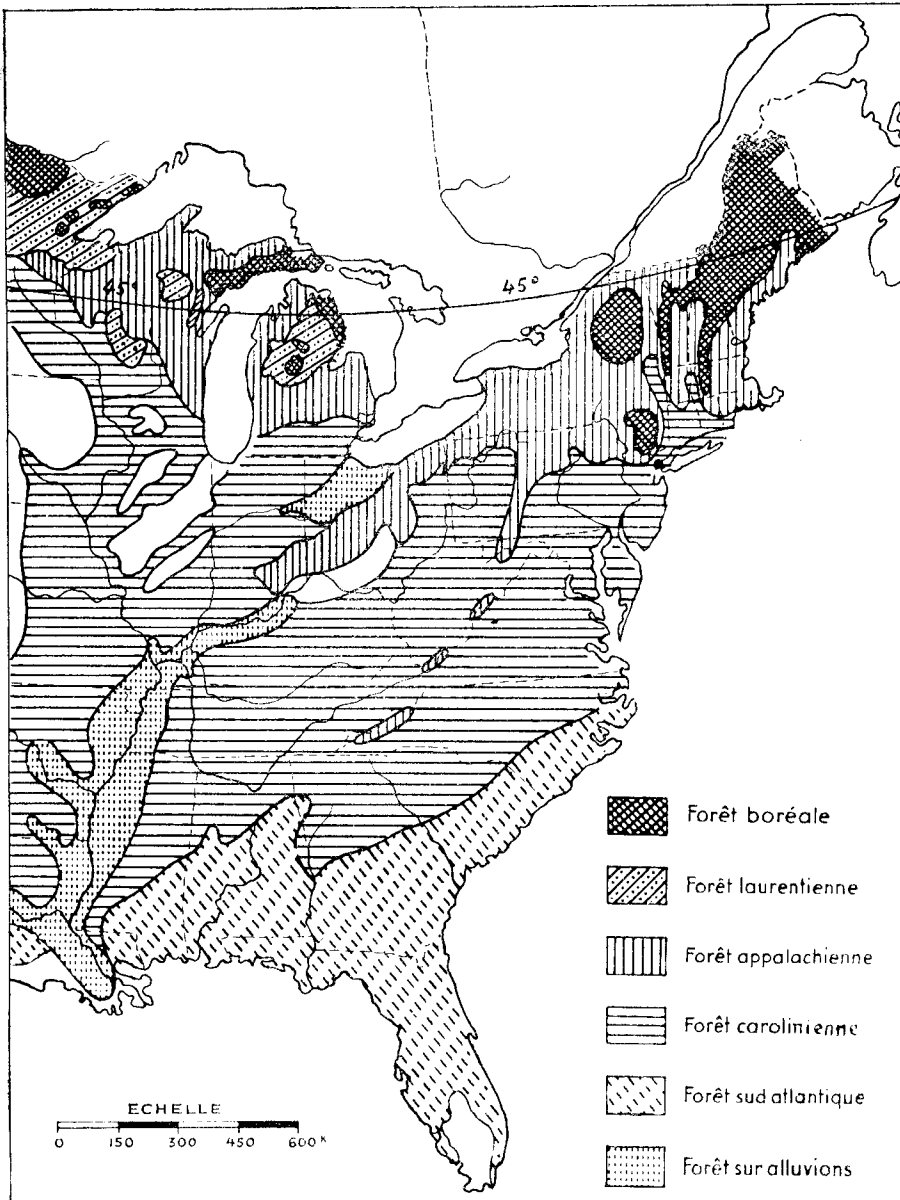 45°
45°
Forêt boréale
Forêt laurentienne
Forêt appalachienne
Forêt carolinienne
Forêt sud atlantique
Forêt sur alluvions
ECHELLE
0 150 300 450 600 K